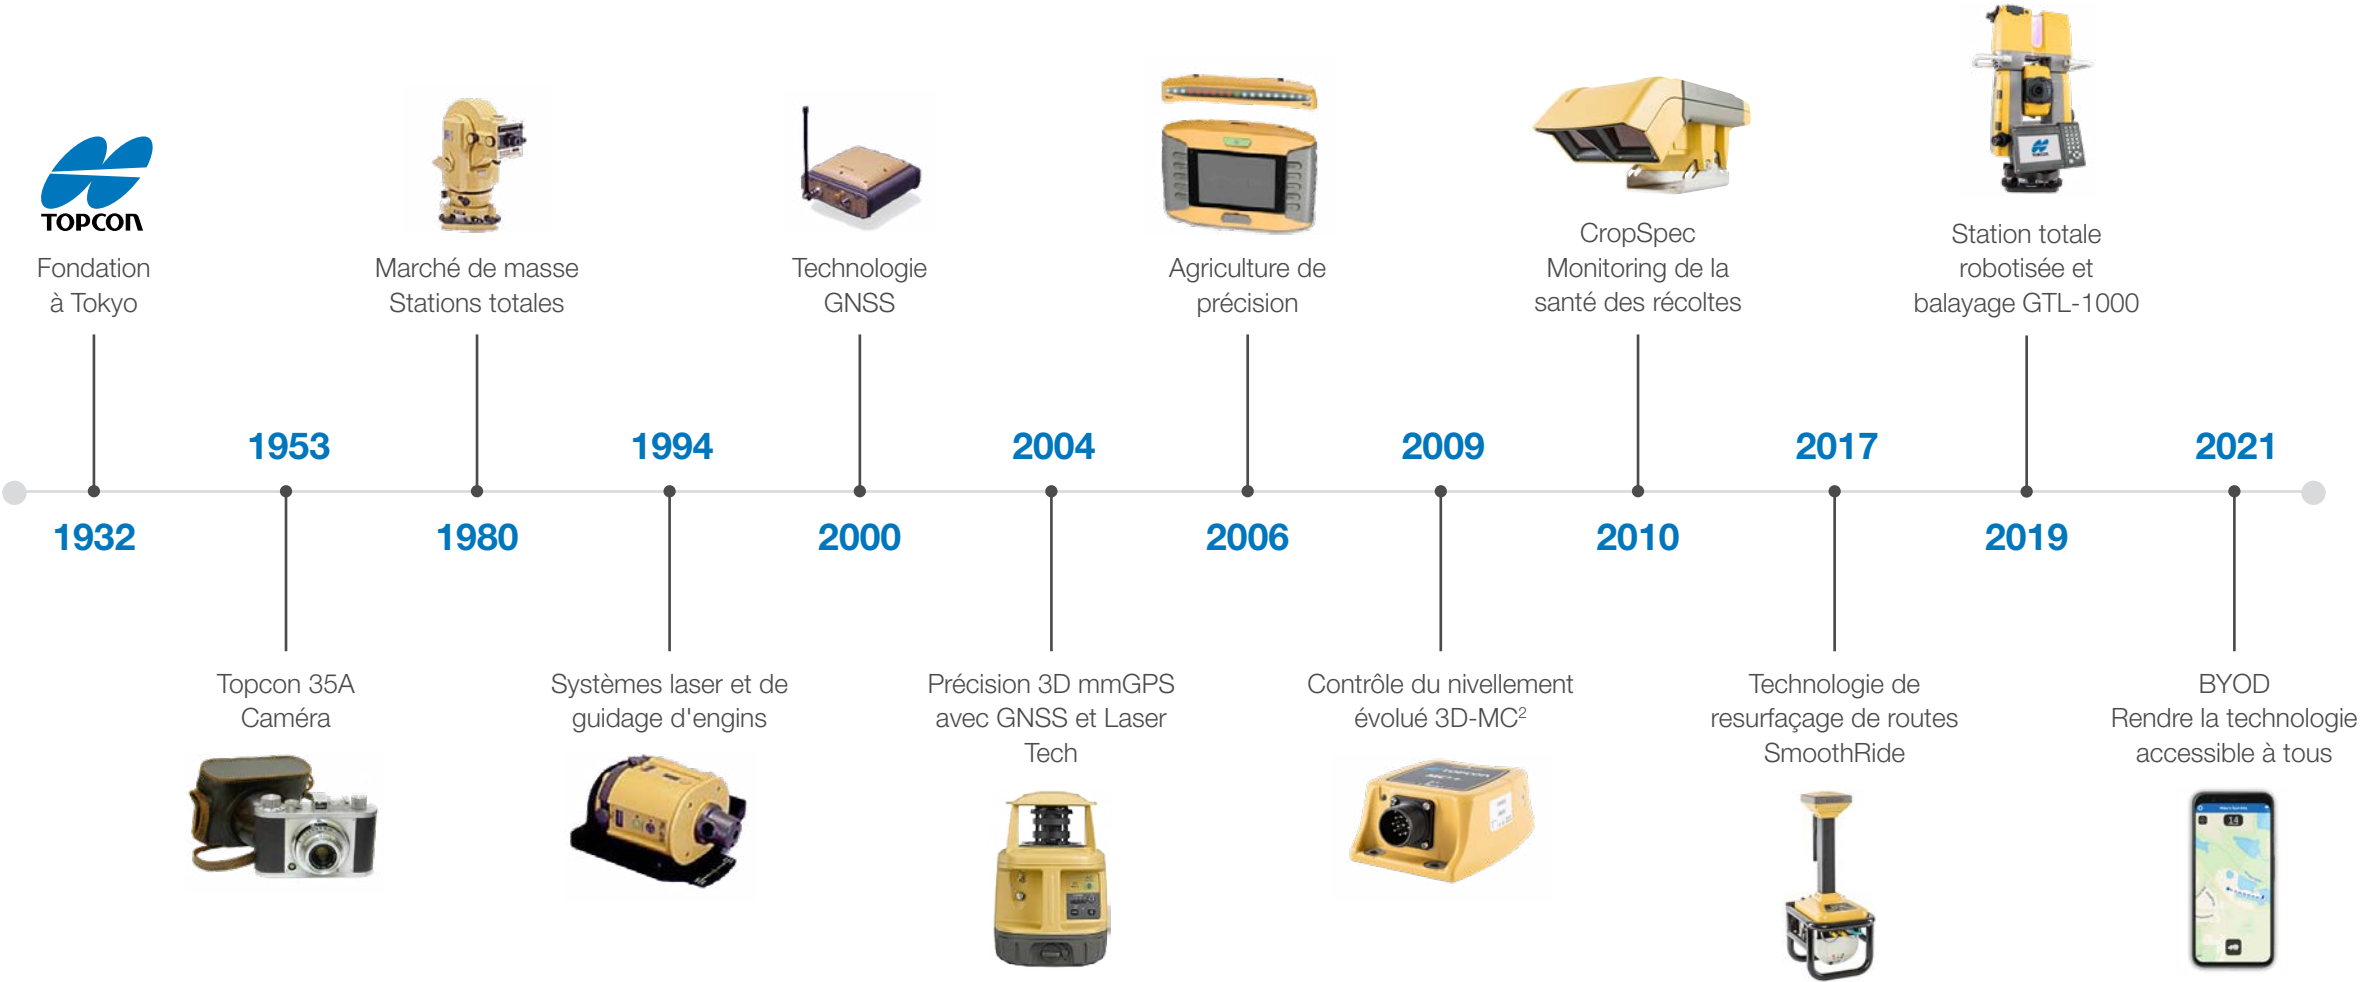 TOPCON
Fondation
à Tokyo
1932
1953
Topcon 35A
Caméra
Marché de masse
Stations totales
1980
1994
Systèmes laser et de
guidage d'engins
Technologie
GNSS
2000
2004
Précision 3D mmGPS
avec GNSS et Laser
Tech
Agriculture de
précision
2006
2009
Contrôle du nivellement
évolué 3D-MC²
TOPCON
CropSpec
Monitoring de la
santé des récoltes
2010
2017
Technologie de
resurfaçage de routes
SmoothRide
TOPCON
Station totale
robotisée et
balayage GTL-1000
2019
2021
BYOD
Rendre la technologie
accessible à tous
14